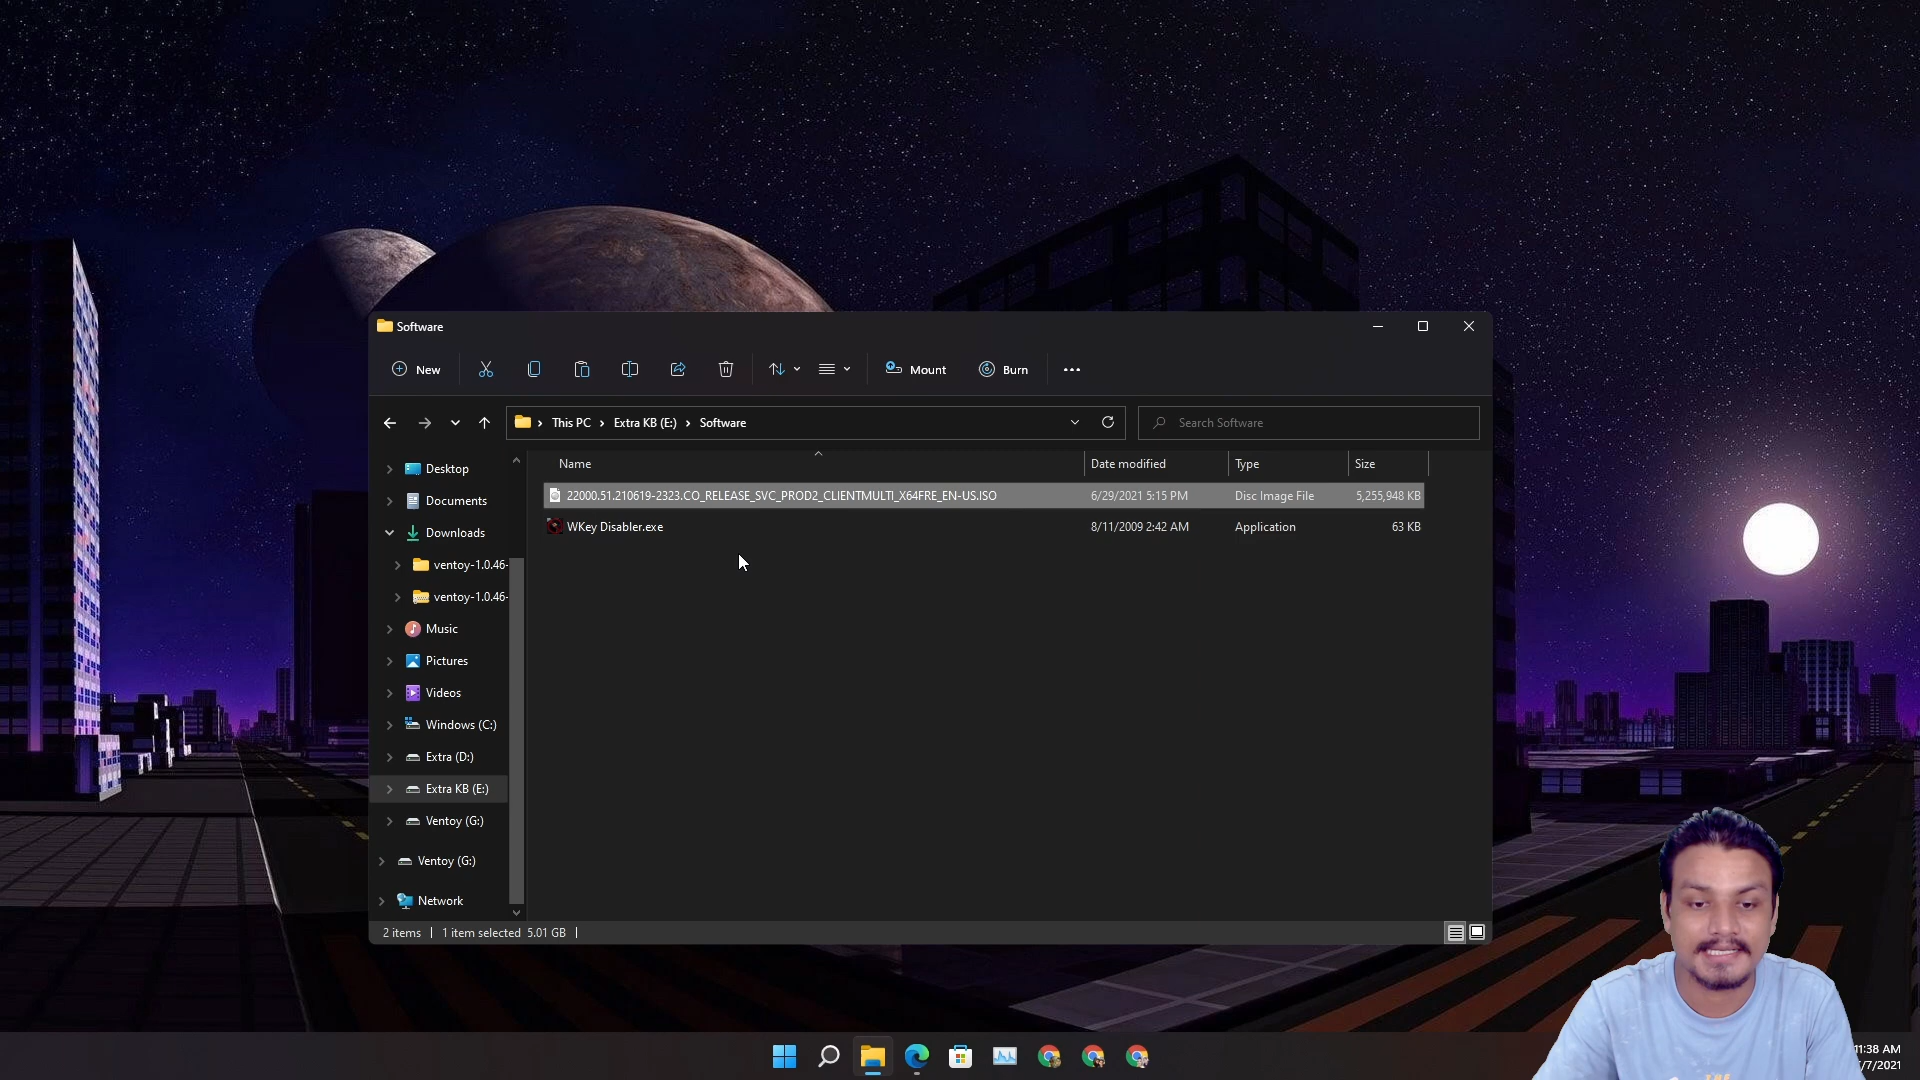 Software
New
Mount
Burn
This PC
Extra KB (E:)
Software
Search Software
Name
Date modified
Type
Size
22000.51.210619-2323.CO_RELEASE_SVC_PROD2_CLIENTMULTI_X64FRE_EN-US.ISO
6/29/2021 5:15 PM
Disc Image File
5,255,948 KB
WKey Disabler.exe
8/11/2009 2:42 AM
Application
63 KB
Desktop
Documents
Downloads
ventoy-1.0.46-
ventoy-1.0.46-
Music
Pictures
Videos
Windows (C:)
Extra (D:)
Extra KB (E:)
Ventoy (G:)
Ventoy (G:)
Network
2 items
1 item selected 5.01 GB
11:38 AM
/7/2021
THE